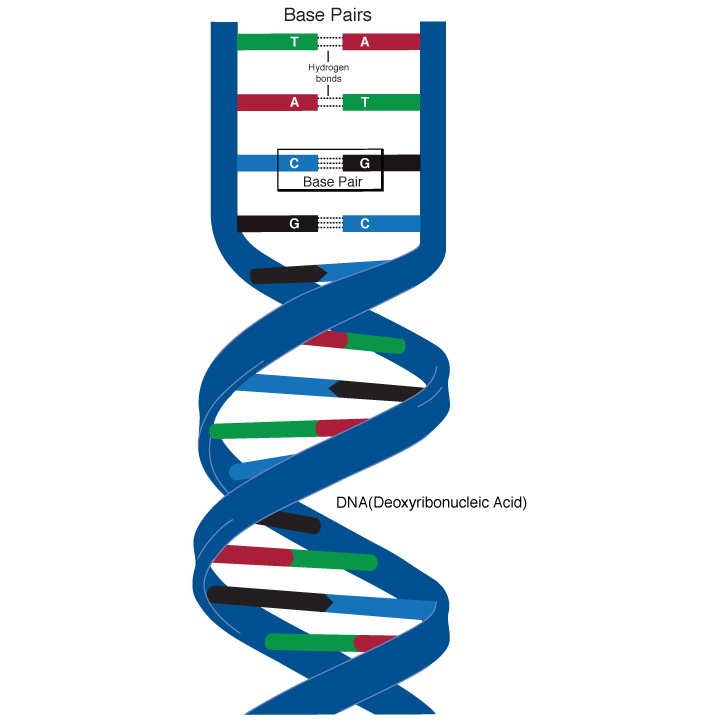 Base Pairs
T A
Hydrogen
bonds
A T
C G
Base Pair
G C
DNA(Deoxyribonucleic Acid)